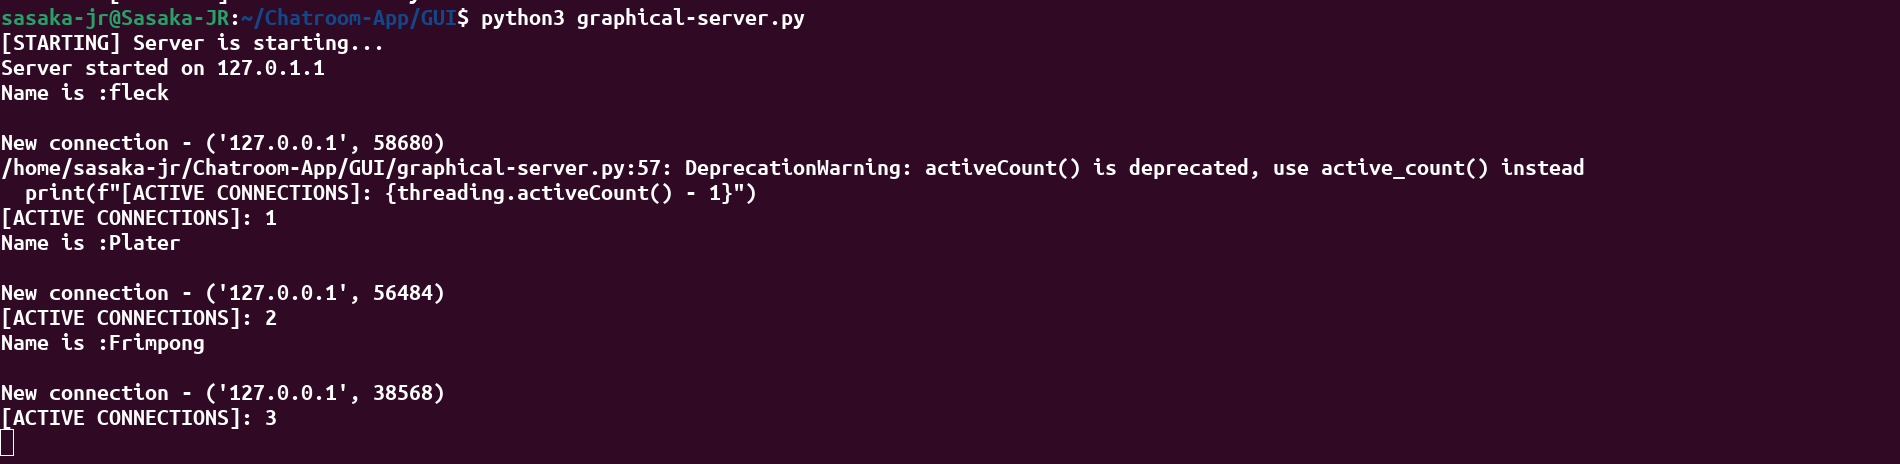 sasaka-jr@Sasaka-JR:~/Chatroom-App/GUI$ python3 graphical-server.py
[STARTING] Server is starting...
Server started on 127.0.1.1
Name is :fleck
New connection - ('127.0.0.1', 58680)
/home/sasaka-jr/Chatroom-App/GUI/graphical-server.py:57: DeprecationWarning: activeCount() is deprecated, use active_count() instead
  print(f"[ACTIVE CONNECTIONS]: {threading.activeCount() - 1}")
[ACTIVE CONNECTIONS]: 1
Name is :Plater
New connection - ('127.0.0.1', 56484)
[ACTIVE CONNECTIONS]: 2
Name is :Frimpong
New connection - ('127.0.0.1', 38568)
[ACTIVE CONNECTIONS]: 3